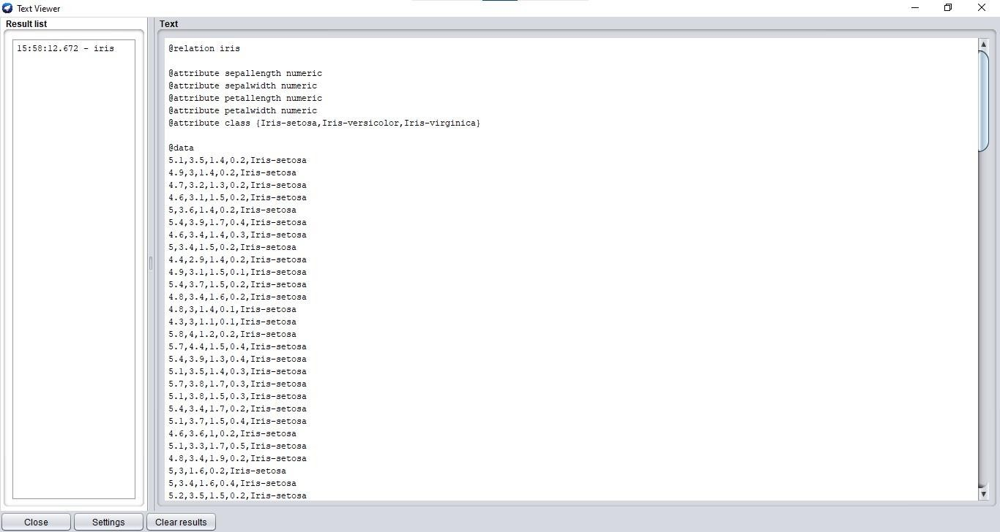 Text Viewer
Result list
15:58:12.672 - iris
Text
@relation iris
@attribute sepallength numeric
@attribute sepalwidth numeric
@attribute petallength numeric
@attribute petalwidth numeric
@attribute class {Iris-setosa,Iris-versicolor,Iris-virginica}
@data
5.1,3.5,1.4,0.2,Iris-setosa
4.9,3,1.4,0.2,Iris-setosa
4.7,3.2,1.3,0.2,Iris-setosa
4.6,3.1,1.5,0.2,Iris-setosa
5,3.6,1.4,0.2,Iris-setosa
5.4,3.9,1.7,0.4,Iris-setosa
4.6,3.4,1.4,0.3,Iris-setosa
5,3.4,1.5,0.2,Iris-setosa
4.4,2.9,1.4,0.2,Iris-setosa
4.9,3.1,1.5,0.1,Iris-setosa
5.4,3.7,1.5,0.2,Iris-setosa
4.8,3.4,1.6,0.2,Iris-setosa
4.8,3,1.4,0.1,Iris-setosa
4.3,3,1.1,0.1,Iris-setosa
5.8,4,1.2,0.2,Iris-setosa
5.7,4.4,1.5,0.4,Iris-setosa
5.4,3.9,1.3,0.4,Iris-setosa
5.1,3.5,1.4,0.3,Iris-setosa
5.7,3.8,1.7,0.3,Iris-setosa
5.1,3.8,1.5,0.3,Iris-setosa
5.4,3.4,1.7,0.2,Iris-setosa
5.1,3.7,1.5,0.4,Iris-setosa
4.6,3.6,1,0.2,Iris-setosa
5.1,3.3,1.7,0.5,Iris-setosa
4.8,3.4,1.9,0.2,Iris-setosa
5,3,1.6,0.2,Iris-setosa
5,3.4,1.6,0.4,Iris-setosa
5.2,3.5,1.5,0.2,Iris-setosa
Close
Settings
Clear results